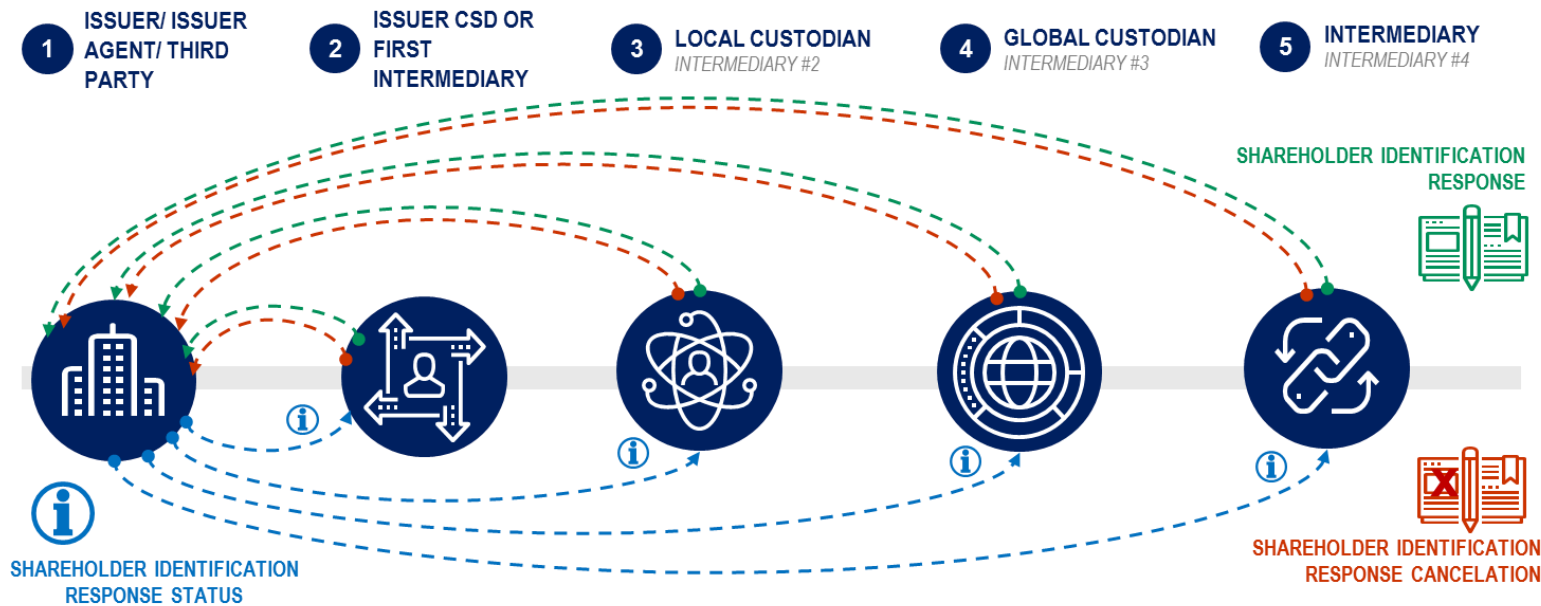 1
ISSUER/ ISSUER
AGENT/ THIRD
PARTY
2
ISSUER CSD OR
FIRST
INTERMEDIARY
3
LOCAL CUSTODIAN
INTERMEDIARY #2
4
GLOBAL CUSTODIAN
INTERMEDIARY #3
5
INTERMEDIARY
INTERMEDIARY #4
SHAREHOLDER IDENTIFICATION
RESPONSE
i
i
i
i
X
i
SHAREHOLDER IDENTIFICATION
RESPONSE CANCELATION
SHAREHOLDER IDENTIFICATION
RESPONSE STATUS